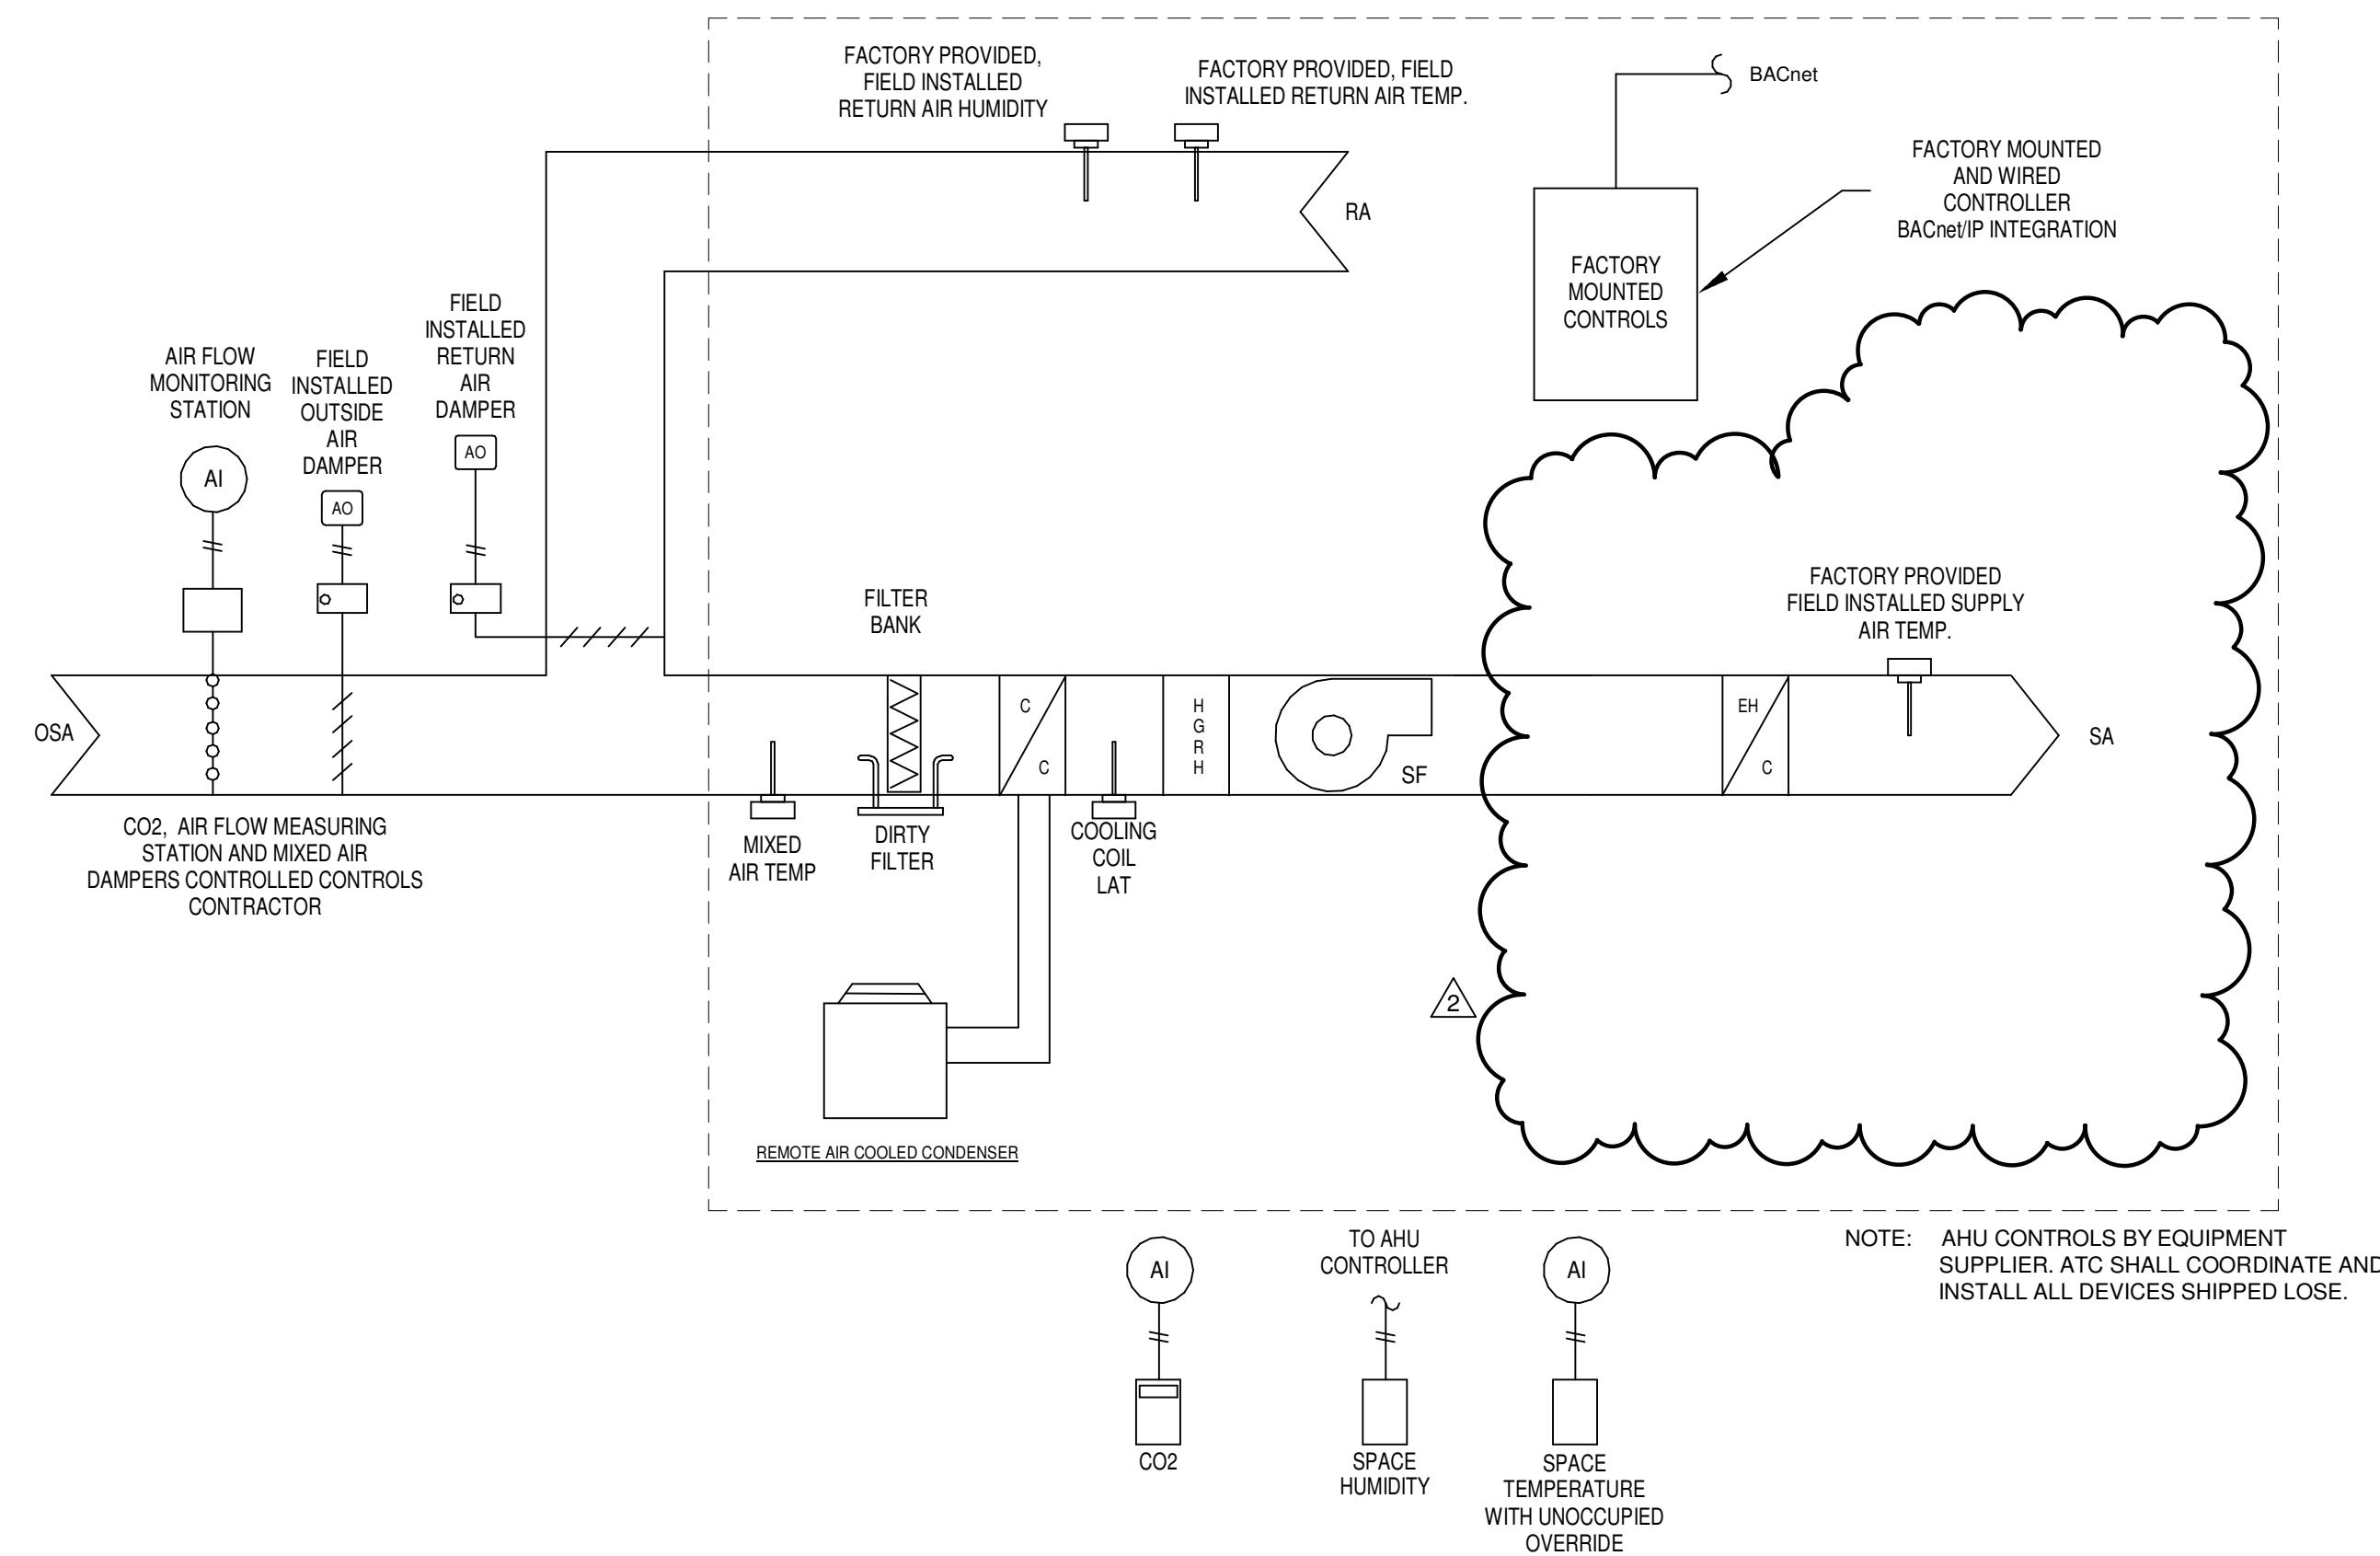 FACTORY PROVIDED,
FIELD INSTALLED
RETURN AIR HUMIDITY
FACTORY PROVIDED, FIELD
INSTALLED RETURN AIR TEMP.
BACnet
FACTORY MOUNTED
AND WIRED
CONTROLLER
BACnet/IP INTEGRATION
RA
FACTORY
MOUNTED
CONTROLS
AIR FLOW
MONITORING
STATION
AI
FIELD
INSTALLED
OUTSIDE
AIR
DAMPER
AO
FIELD
INSTALLED
RETURN
AIR
DAMPER
AO
FILTER
BANK
FACTORY PROVIDED
FIELD INSTALLED SUPPLY
AIR TEMP.
OSA
C
C
H
G
R
H
SF
EH
C
SA
CO2, AIR FLOW MEASURING
STATION AND MIXED AIR
DAMPERS CONTROLLED CONTROLS
CONTRACTOR
MIXED
AIR TEMP
DIRTY
FILTER
COOLING
COIL
LAT
2
REMOTE AIR COOLED CONDENSER
AI
CO2
TO AHU
CONTROLLER
SPACE
HUMIDITY
AI
SPACE
TEMPERATURE
WITH UNOCCUPIED
OVERRIDE
NOTE: AHU CONTROLS BY EQUIPMENT
SUPPLIER. ATC SHALL COORDINATE AND
INSTALL ALL DEVICES SHIPPED LOSE.